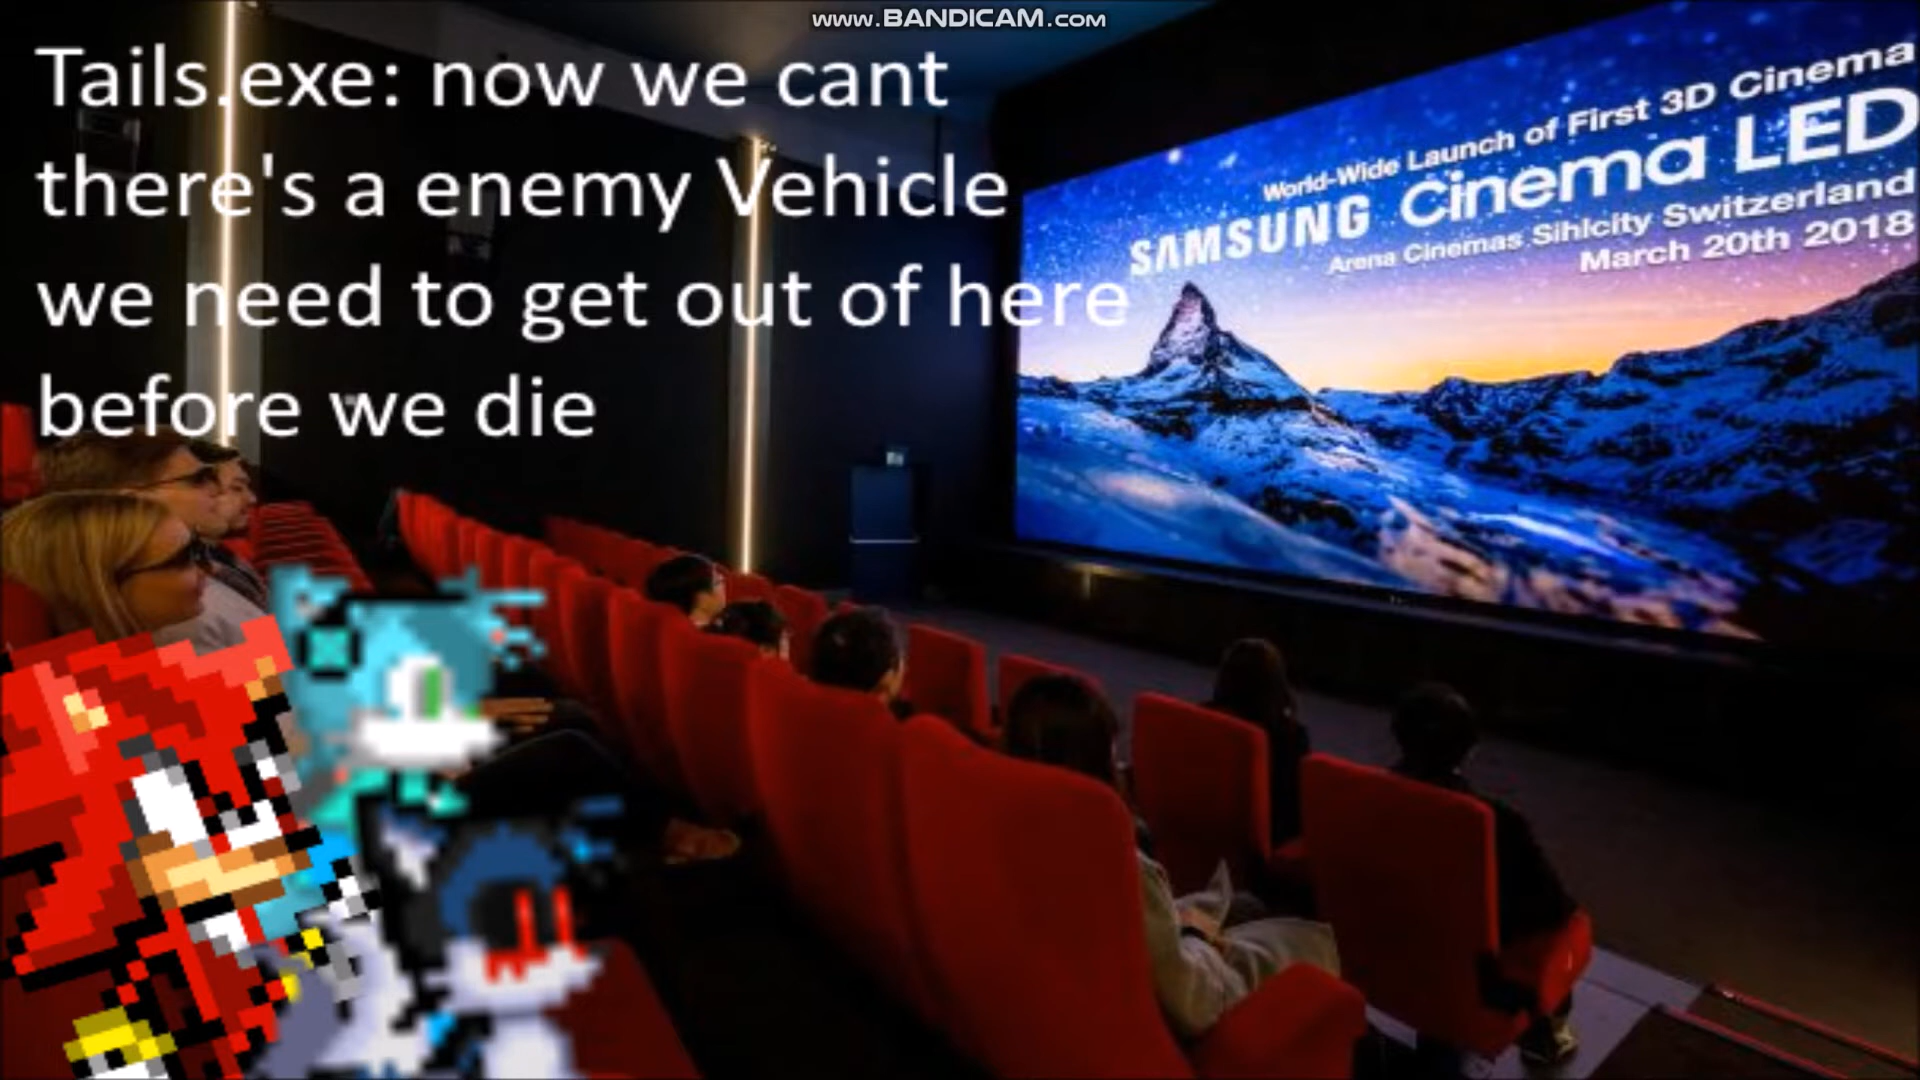 www.BANDICAM.com
Tails.exe: now we cant
there's a enemy Vehicle
we need to get out of here
before we die
World-Wide Launch of First 3D Cinema
SAMSUNG Cinema LED
Arena Cinemas Sihlcity Switzerland
March 20th 2018